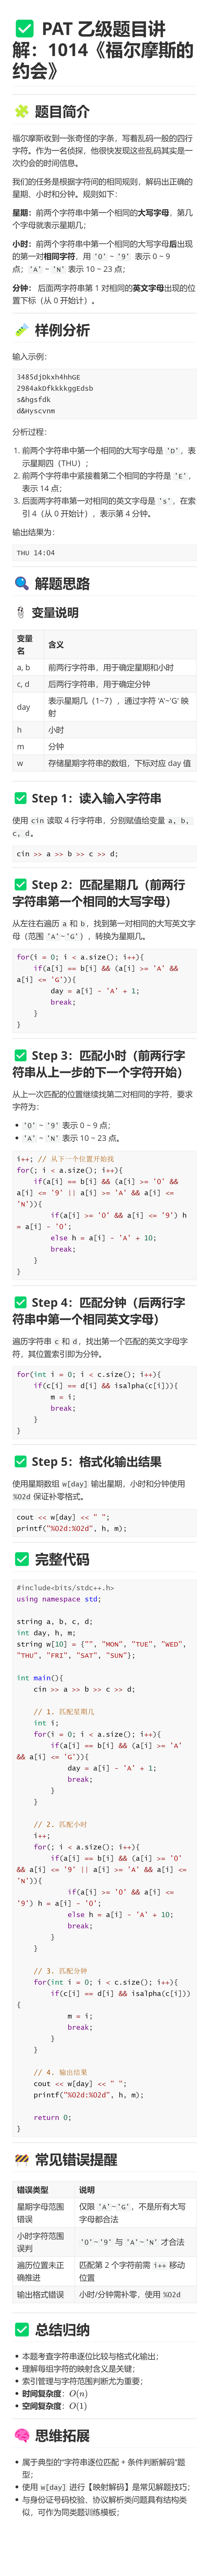 ✅ PAT 乙级题目讲
解：1014《福尔摩斯的
约会》
🧩 题目简介
福尔摩斯收到一张奇怪的字条，写着乱码一般的四行
字符。作为一名侦探，他很快发现这些乱码其实是一
次约会的时间信息。
我们的任务是根据字符间的相同规则，解码出正确的
星期、小时和分钟。规则如下：
星期：前两个字符串中第一个相同的大写字母，第几
个字母就表示星期几；
小时：前两个字符串中第一个相同的大写字母后出现
的第一对相同字符，用 '0' ~ '9' 表示 0 ~ 9
点；'A' ~ 'N' 表示 10 ~ 23 点；
分钟： 后面两个字符串第 1 对相同的英文字母出现的位
置下标（从 0 开始计）。
🧪 样例分析
输入示例：
3485djDkxh4hhGE
2984akDfkkkkggEdsb
s&hgsfdk
d&Hyscvnm
分析过程：
1. 前两个字符串中第一个相同的大写字母是 'D'，表
示星期四（THU）；
2. 前两个字符串中紧接着第二个相同的字符是 'E'，
表示 14 点；
3. 后面两字符串第一对相同的英文字母是 's'，在索
引 4（从 0 开始计），表示第 4 分钟。
输出结果为：
THU 14:04
🔍 解题思路
🖇 变量说明
变量
名 含义
a, b 前两行字符串，用于确定星期和小时
c, d 后两行字符串，用于确定分钟
day 表示星期几（1~7），通过字符 'A'~'G' 映
射
h 小时
m 分钟
w 存储星期字符串的数组，下标对应 day 值
✅ Step 1：读入输入字符串
使用 cin 读取 4 行字符串，分别赋值给变量 a, b,
c, d。
cin >> a >> b >> c >> d;
✅ Step 2：匹配星期几（前两行
字符串第一个相同的大写字母）
从左往右遍历 a 和 b，找到第一对相同的大写英文字
母（范围 'A'~'G'），转换为星期几。
for(i = 0; i < a.size(); i++){
if(a[i] == b[i] && (a[i] >= 'A' &&
a[i] <= 'G')){
day = a[i] - 'A' + 1;
break;
}
}
✅ Step 3：匹配小时（前两行字
符串从上一步的下一个字符开始）
从上一次匹配的位置继续找第二对相同的字符，要求
字符为：
• '0' ~ '9' 表示 0 ~ 9 点；
• 'A' ~ 'N' 表示 10 ~ 23 点。
i++; // 从下一个位置开始找
for(; i < a.size(); i++){
if(a[i] == b[i] && (a[i] >= '0' &&
a[i] <= '9' || a[i] >= 'A' && a[i] <=
'N')){
if(a[i] >= '0' && a[i] <= '9') h
= a[i] - '0';
else h = a[i] - 'A' + 10;
break;
}
}
✅ Step 4：匹配分钟（后两行字
符串中第一个相同英文字母）
遍历字符串 c 和 d，找出第一个匹配的英文字母字
符，其位置索引即为分钟。
for(int i = 0; i < c.size(); i++){
if(c[i] == d[i] && isalpha(c[i])){
m = i;
break;
}
}
✅ Step 5：格式化输出结果
使用星期数组 w[day] 输出星期，小时和分钟使用
%02d 保证补零格式。
cout << w[day] << " ";
printf("%02d:%02d", h, m);
✅ 完整代码
#include<bits/stdc++.h>
using namespace std;
string a, b, c, d;
int day, h, m;
string w[10] = {"", "MON", "TUE", "WED",
"THU", "FRI", "SAT", "SUN"};
int main(){
cin >> a >> b >> c >> d;
// 1. 匹配星期几
int i;
for(i = 0; i < a.size(); i++){
if(a[i] == b[i] && (a[i] >= 'A'
&& a[i] <= 'G')){
day = a[i] - 'A' + 1;
break;
}
}
// 2. 匹配小时
i++;
for(; i < a.size(); i++){
if(a[i] == b[i] && (a[i] >= '0'
&& a[i] <= '9' || a[i] >= 'A' && a[i] <=
'N')){
if(a[i] >= '0' && a[i] <=
'9') h = a[i] - '0';
else h = a[i] - 'A' + 10;
break;
}
}
// 3. 匹配分钟
for(int i = 0; i < c.size(); i++){
if(c[i] == d[i] && isalpha(c[i]))
{
m = i;
break;
}
}
// 4. 输出结果
cout << w[day] << " ";
printf("%02d:%02d", h, m);
return 0;
}
🚧 常见错误提醒
错误类型 说明
星期字母范围
错误 仅限 'A'~'G'，不是所有大写
字母都合法
小时字符范围
误判 '0'~'9' 与 'A'~'N' 才合法
遍历位置未正
确推进 匹配第 2 个字符前需 i++ 移动
位置
输出格式错误 小时/分钟需补零，使用 %02d
✅ 总结归纳
• 本题考查字符串逐位比较与格式化输出；
• 理解每组字符的映射含义是关键；
• 索引管理与字符范围判断尤为重要；
• 时间复杂度：O(n)
• 空间复杂度：O(1)
🧠 思维拓展
• 属于典型的“字符串逐位匹配 + 条件判断解码”题
型；
• 使用 w[day] 进行【映射解码】是常见解题技巧；
• 与身份证号码校验，协议解析类问题具有结构类
似，可作为同类题训练模板；